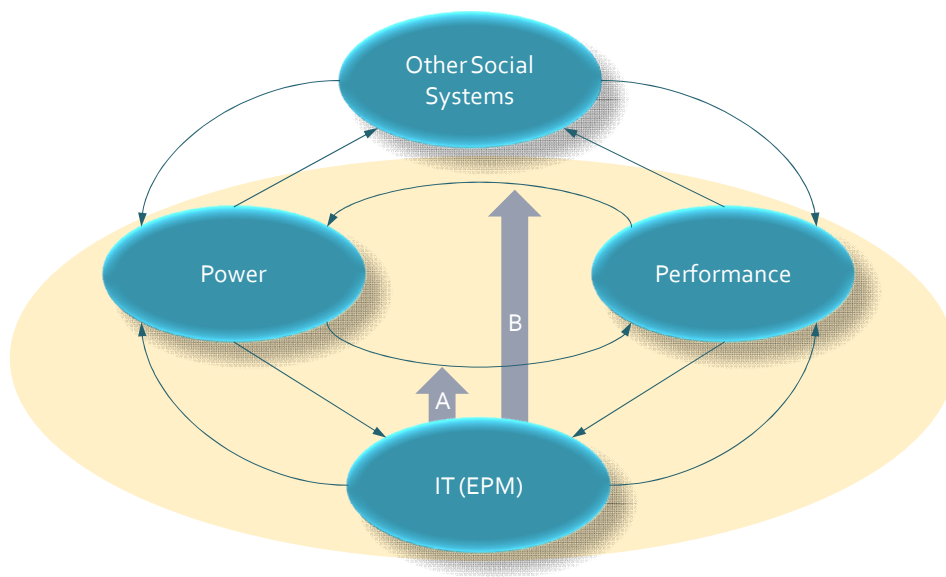 Other Social
Systems
Power
Performance
B
A
IT (EPM)